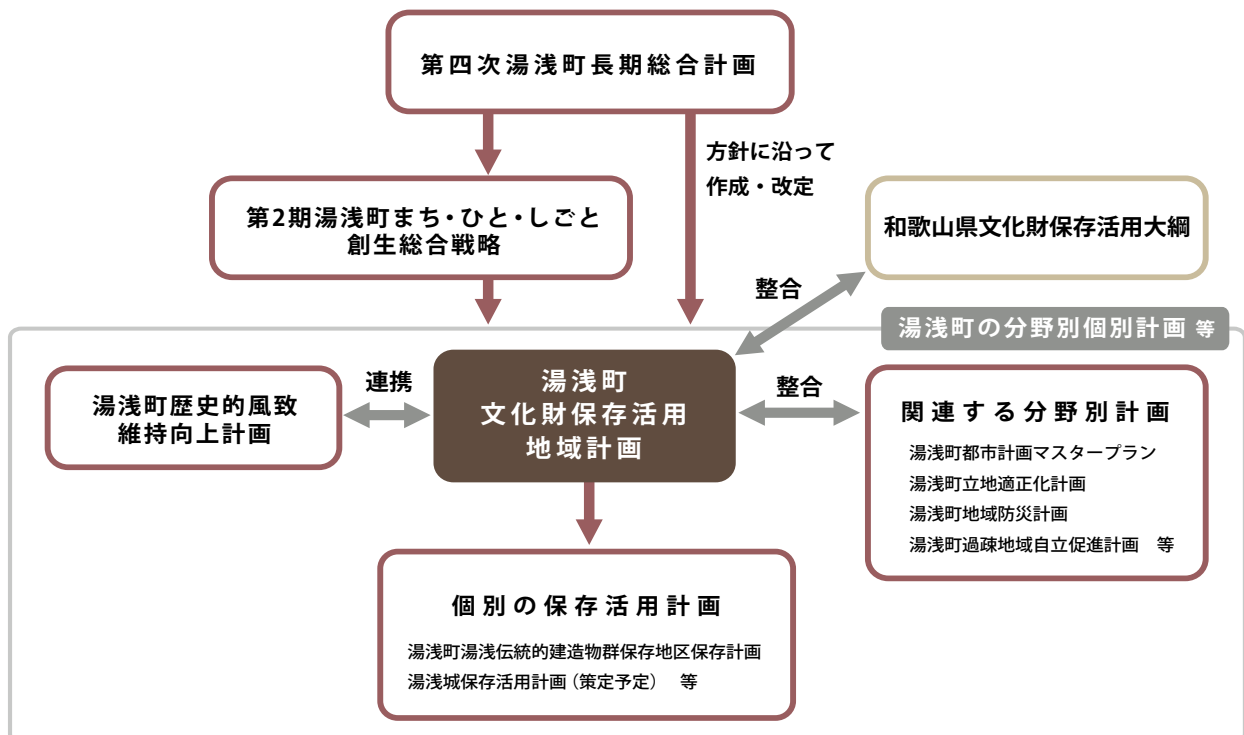 第四次湯浅町長期総合計画
方針に沿って
作成・改定
第2期湯浅町まち・ひと・しごと
創生総合戦略
和歌山県文化財保存活用大綱
整合
湯浅町の分野別個別計画 等
湯浅町歴史的風致
維持向上計画
連携
湯浅町
文化財保存活用
地域計画
整合
関連する分野別計画
湯浅町都市計画マスタープラン
湯浅町立地適正化計画
湯浅町地域防災計画
湯浅町過疎地域自立促進計画　等
個別の保存活用計画
湯浅町湯浅伝統的建造物群保存地区保存計画
湯浅城保存活用計画（策定予定）　等